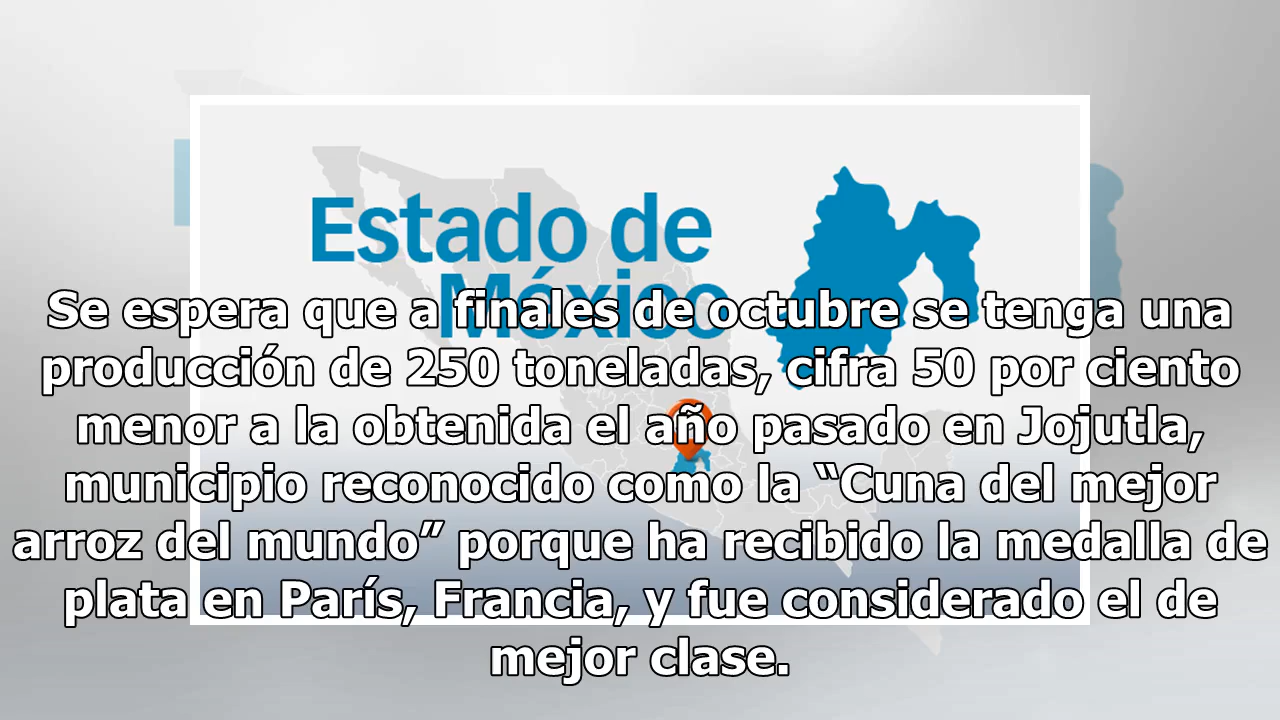 Estado de
México
Se espera que a finales de octubre se tenga una
producción de 250 toneladas, cifra 50 por ciento
menor a la obtenida el año pasado en Jojutla,
municipio reconocido como la “Cuna del mejor
arroz del mundo” porque ha recibido la medalla de
plata en París, Francia, y fue considerado el de
mejor clase.